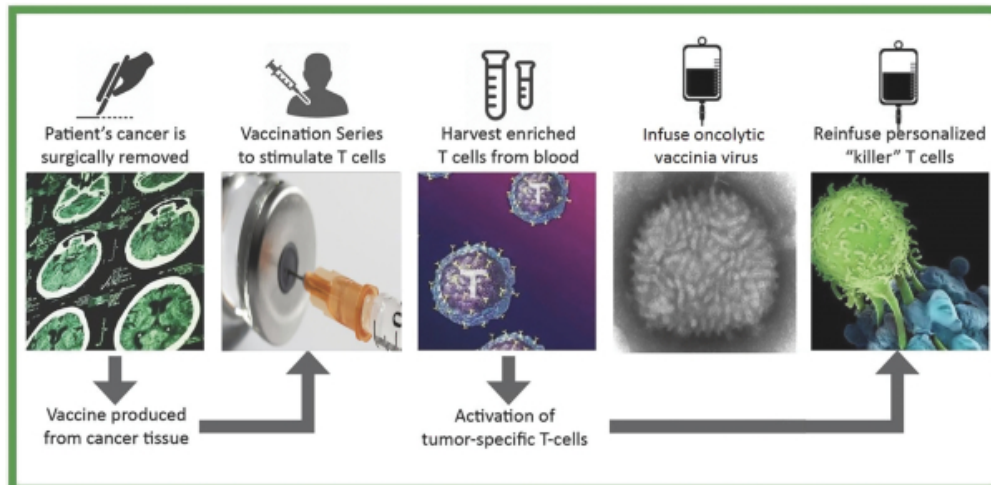 Patient's cancer is
surgically removed
Vaccination Series
to stimulate T cells
Harvest enriched
T cells from blood
Infuse oncolytic
vaccinia virus
Reinfuse personalized
“killer” T cells
T
T
Vaccine produced
from cancer tissue
Activation of
tumor-specific T-cells